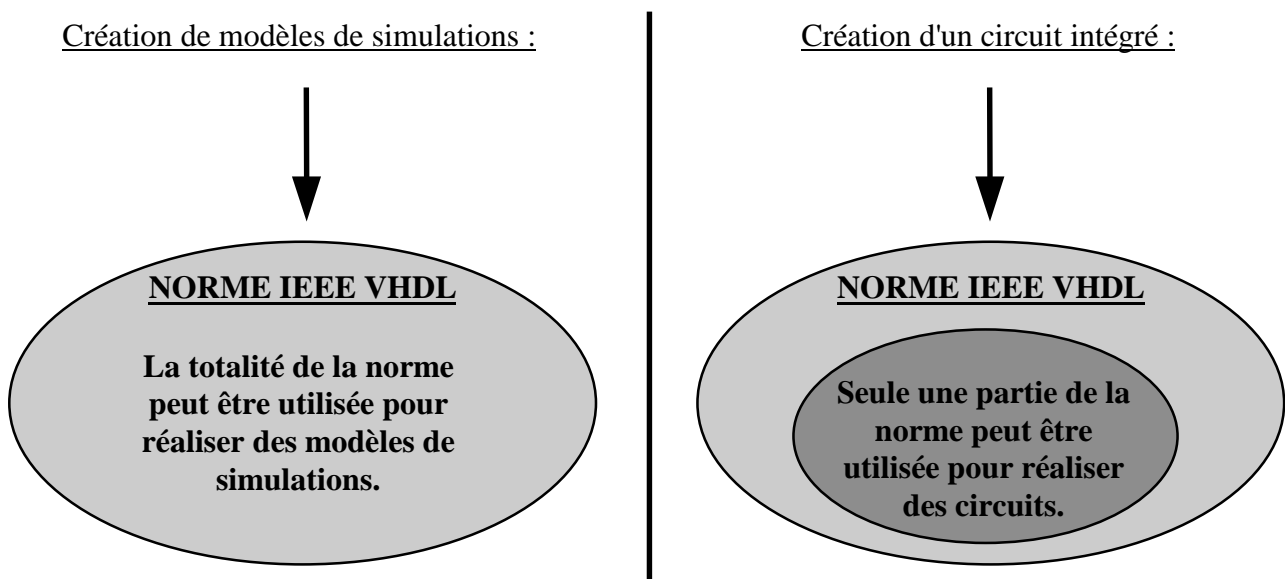 Création de modèles de simulations :
NORME IEEE VHDL
La totalité de la norme
peut être utilisée pour
réaliser des modèles de
simulations.
Création d'un circuit intégré :
NORME IEEE VHDL
Seule une partie de la
norme peut être
utilisée pour réaliser
des circuits.